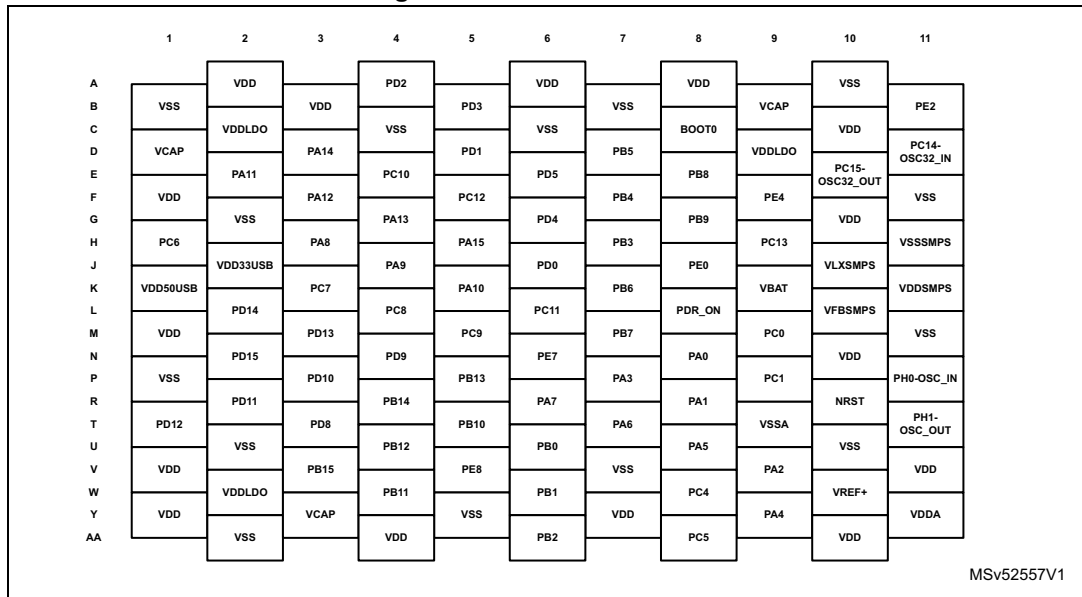 1 2 3 4 5 6 7 8 9 10 11
A VDD PD2 VDD VDD VSS
B VSS VDD PD3 VSS VCAP PE2
C VDDLDO VSS VSS BOOT0 VDD
D VCAP PA14 PD1 PB5 VDDLDO PC14-
OSC32_IN
E PA11 PC10 PD5 PB8 PC15-
OSC32_OUT
F VDD PA12 PC12 PB4 PE4 VSS
G VSS PA13 PD4 PB9 VDD
H PC6 PA8 PA15 PB3 PC13 VSSSMPS
J VDD33USB PA9 PD0 PE0 VLXSMPS
K VDD50USB PC7 PA10 PB6 VBAT VDDSMPS
L PD14 PC8 PC11 PDR_ON VFBSMPS
M VDD PD13 PC9 PB7 PC0 VSS
N PD15 PD9 PE7 PA0 VDD
P VSS PD10 PB13 PA3 PC1 PH0-OSC_IN
R PD11 PB14 PA7 PA1 NRST
T PD12 PD8 PB10 PA6 VSSA PH1-
OSC_OUT
U VSS PB12 PB0 PA5 VSS
V VDD PB15 PE8 VSS PA2 VDD
W VDDLDO PB11 PB1 PC4 VREF+
Y VDD VCAP VSS VDD PA4 VDDA
AA VSS VDD PB2 PC5 VDD
MSv52557V1